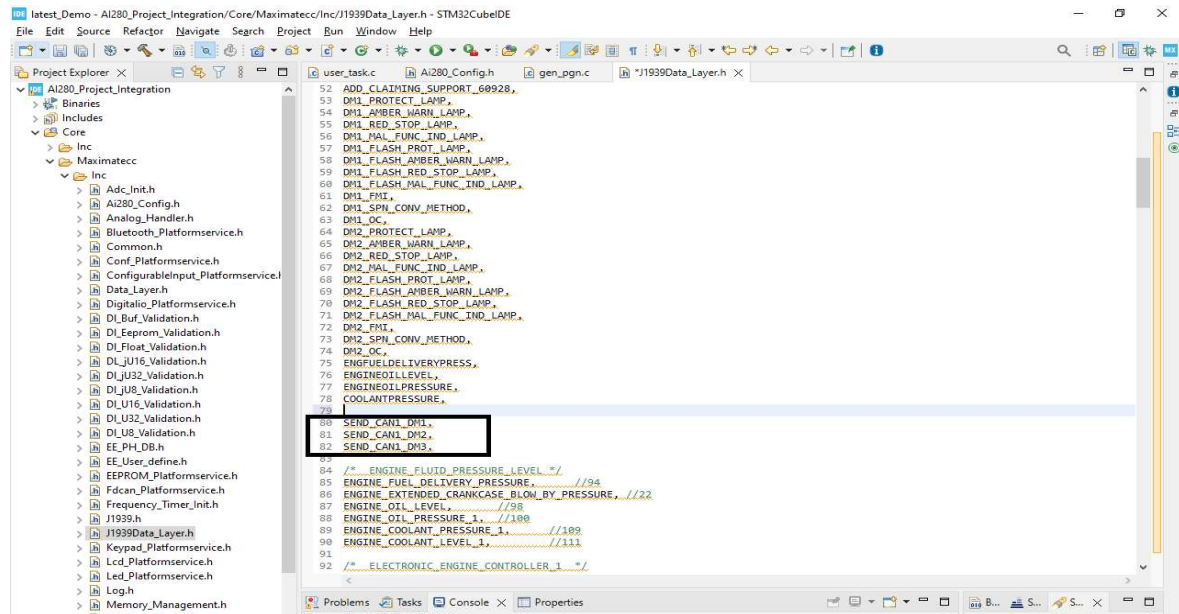 latest_Demo - AI280_Project_Integration/Core/Maximatecc/Inc/J1939Data_Layer.h - STM32CubeIDE
File Edit Source Refactor Navigate Search Project Run Window Help
Project Explorer
user_task.c
Ai280_Config.h
gen_pgn.c
*J1939Data_Layer.h
AI280_Project_Integration
Binaries
Includes
Core
Inc
Maximatecc
Inc
Adc_Init.h
Ai280_Config.h
Analog_Handler.h
Bluetooth_Platformservice.h
Common.h
Conf_Platformservice.h
ConfigurableInput_Platformservice.h
Data_Layer.h
Digitalio_Platformservice.h
DI_Buf_Validation.h
DI_Eeprom_Validation.h
DI_Float_Validation.h
DL_jU16_Validation.h
DI_jU32_Validation.h
DI_jU8_Validation.h
DI_U16_Validation.h
DI_U32_Validation.h
DI_U8_Validation.h
EE_PH_DB.h
EE_User_define.h
EEPROM_Platformservice.h
Fdcan_Platformservice.h
Frequency_Timer_Init.h
J1939.h
J1939Data_Layer.h
Keypad_Platformservice.h
Lcd_Platformservice.h
Led_Platformservice.h
Log.h
Memory_Management.h
52 ADD_CLAIMING_SUPPORT_60928,
53 DM1_PROTECT_LAMP,
54 DM1_AMBER_WARN_LAMP,
55 DM1_RED_STOP_LAMP,
56 DM1_MAL_FUNC_IND_LAMP,
57 DM1_FLASH_PROT_LAMP,
58 DM1_FLASH_AMBER_WARN_LAMP,
59 DM1_FLASH_RED_STOP_LAMP,
60 DM1_FLASH_MAL_FUNC_IND_LAMP,
61 DM1_FMI,
62 DM1_SPN_CONV_METHOD,
63 DM1_OC,
64 DM2_PROTECT_LAMP,
65 DM2_AMBER_WARN_LAMP,
66 DM2_RED_STOP_LAMP,
67 DM2_MAL_FUNC_IND_LAMP,
68 DM2_FLASH_PROT_LAMP,
69 DM2_FLASH_AMBER_WARN_LAMP,
70 DM2_FLASH_RED_STOP_LAMP,
71 DM2_FLASH_MAL_FUNC_IND_LAMP,
72 DM2_FMI,
73 DM2_SPN_CONV_METHOD,
74 DM2_OC,
75 ENGFUELDELIVERYPRESS,
76 ENGINEOILLEVEL,
77 ENGINEOILPRESSURE,
78 COOLANTPRESSURE,
79
80 SEND_CAN1_DM1,
81 SEND_CAN1_DM2,
82 SEND_CAN1_DM3,
83
84 /* ENGINE_FLUID_PRESSURE_LEVEL */
85 ENGINE_FUEL_DELIVERY_PRESSURE, //94
86 ENGINE_EXTENDED_CRANKCASE_BLOW_BY_PRESSURE, //22
87 ENGINE_OIL_LEVEL, //98
88 ENGINE_OIL_PRESSURE_1, //100
89 ENGINE_COOLANT_PRESSURE_1, //109
90 ENGINE_COOLANT_LEVEL_1, //111
91
92 /* ELECTRONIC_ENGINE_CONTROLLER_1 */
Problems Tasks Console Properties
B... S... S...